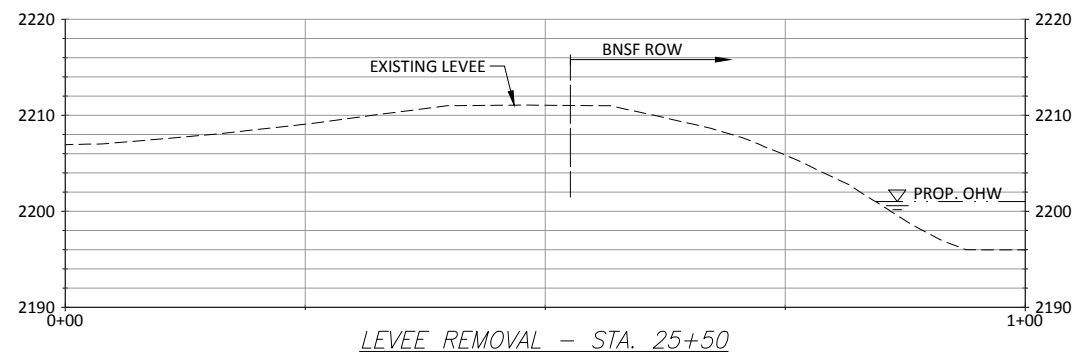 2220 2220
BNSF ROW
EXISTING LEVEE
2210 2210
PROP. OHW
2200 2200
2190 2190
0+00 1+00
LEVEE REMOVAL - STA. 25+50